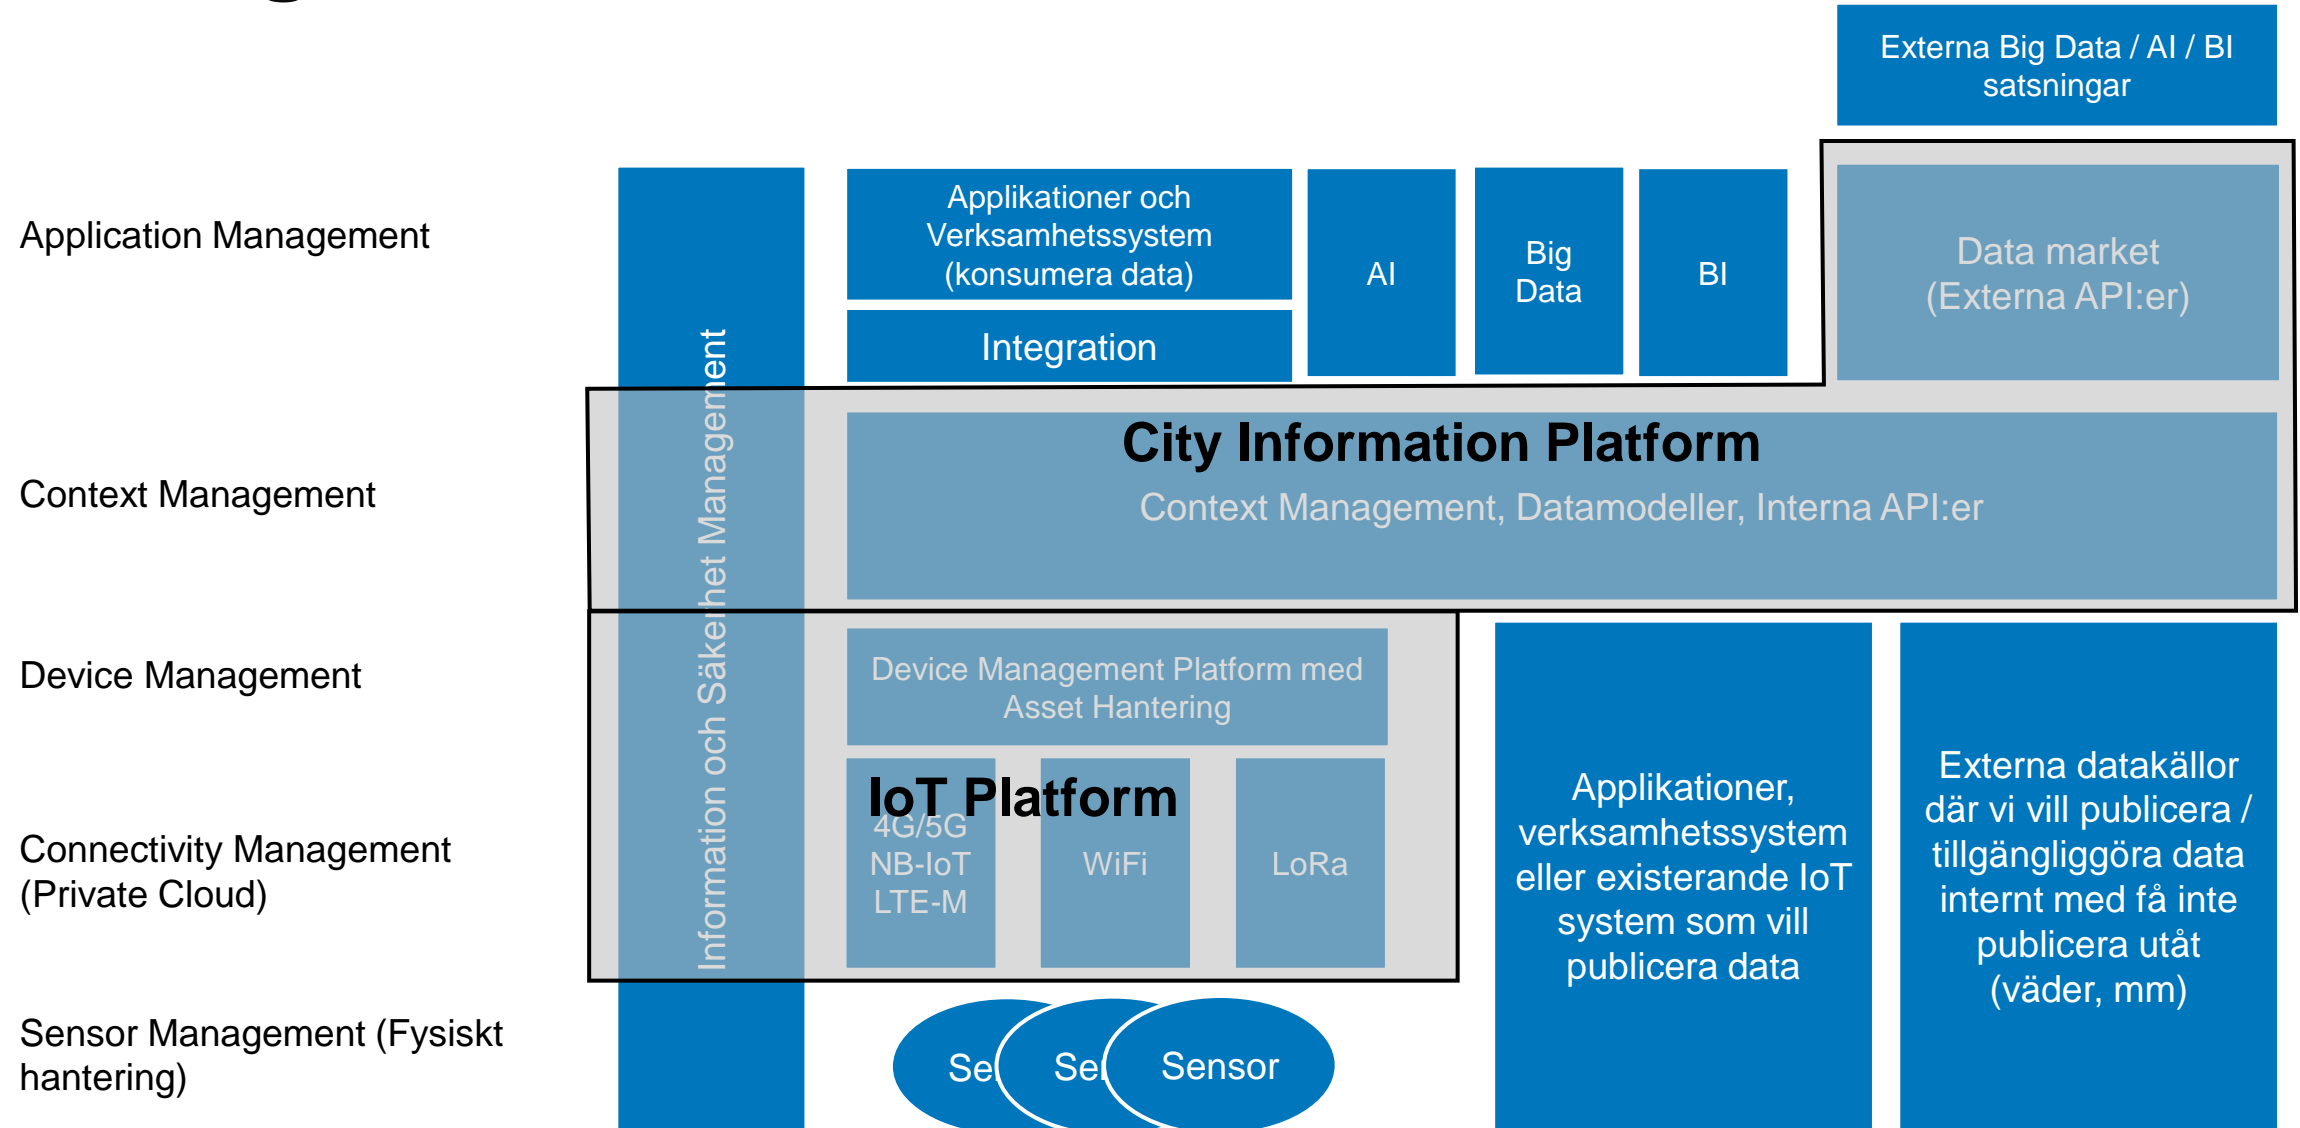 Externa Big Data / AI / BI
satsningar
Application Management
Applikationer och
Verksamhetssystem
(konsumera data)
Integration
AI
Big
Data
BI
Data market
(Externa API:er)
Information och Säkerhet Management
Context Management
City Information Platform
Context Management, Datamodeller, Interna API:er
Device Management
Device Management Platform med
Asset Hantering
Connectivity Management
(Private Cloud)
IoT Platform
4G/5G
NB-IoT
LTE-M
WiFi
LoRa
Applikationer,
verksamhetssystem
eller existerande IoT
system som vill
publicera data
Externa datakällor
där vi vill publicera /
tillgängliggöra data
internt med få inte
publicera utåt
(väder, mm)
Sensor Management (Fysiskt
hantering)
Sensor